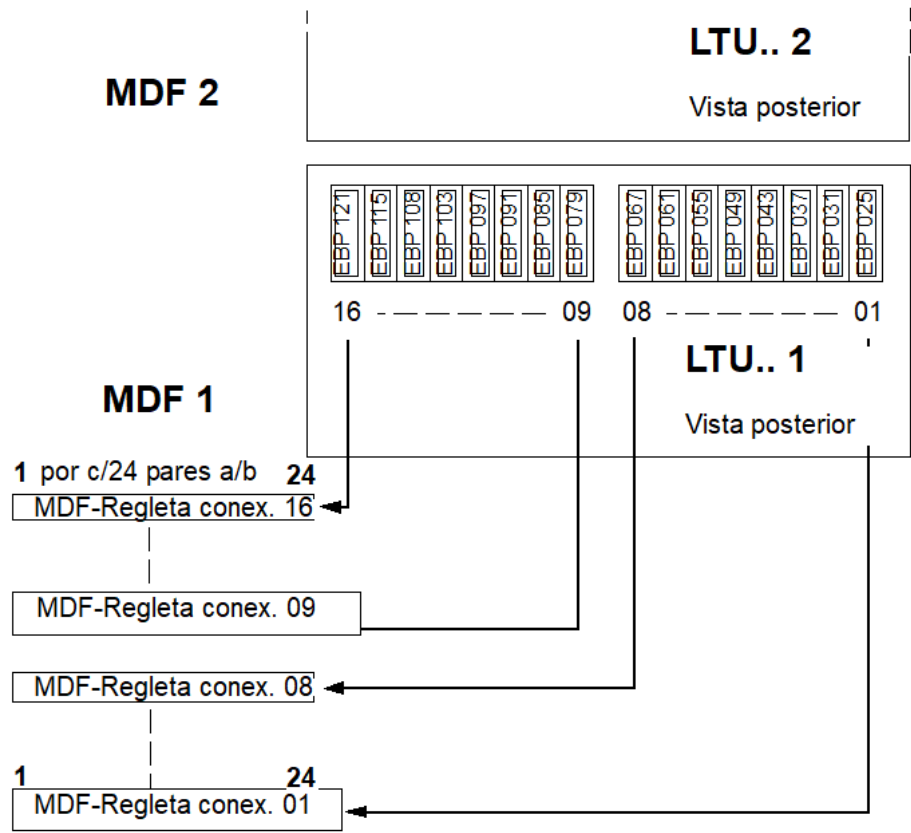 LTU.. 2
MDF 2
Vista posterior
EBP 121
EBP 115
EBP 108
EBP 103
EBP 097
EBP 091
EBP 085
EBP 079
EBP 067
EBP 061
EBP 055
EBP 049
EBP 043
EBP 037
EBP 031
EBP 025
16 09 08 01
LTU.. 1
MDF 1
Vista posterior
1 por c/24 pares a/b 24
MDF-Regleta conex. 16
MDF-Regleta conex. 09
MDF-Regleta conex. 08
1 24
MDF-Regleta conex. 01